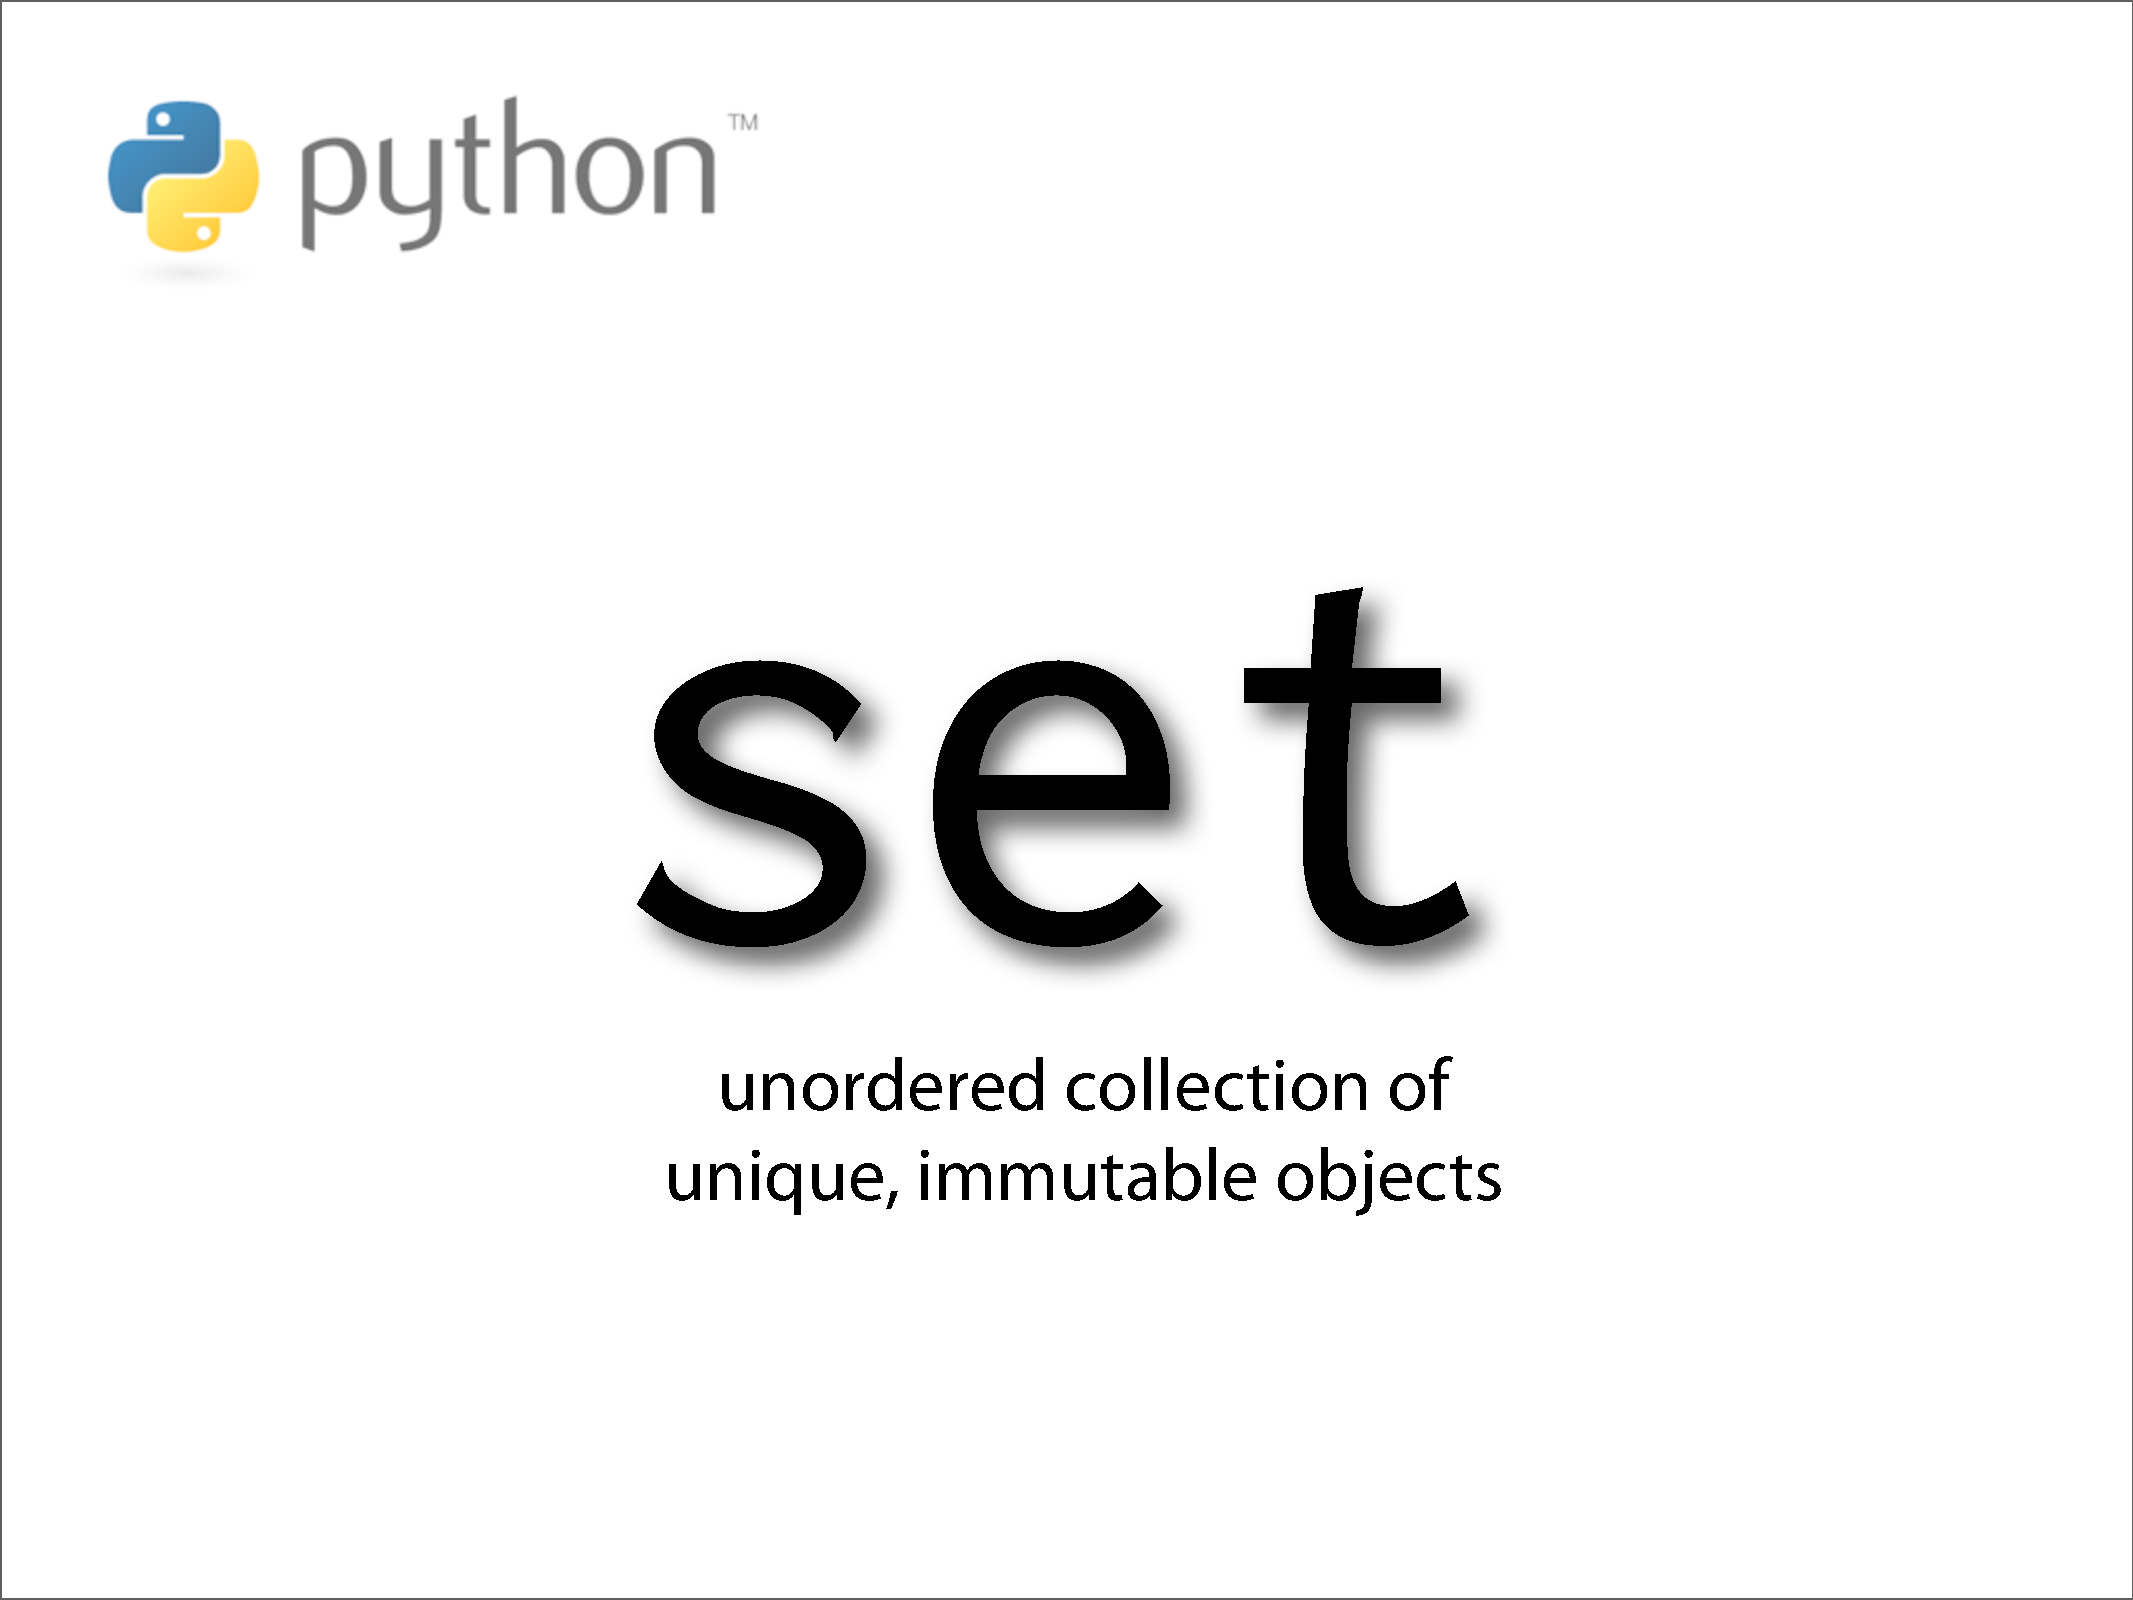 python™
set
unordered collection of
unique, immutable objects